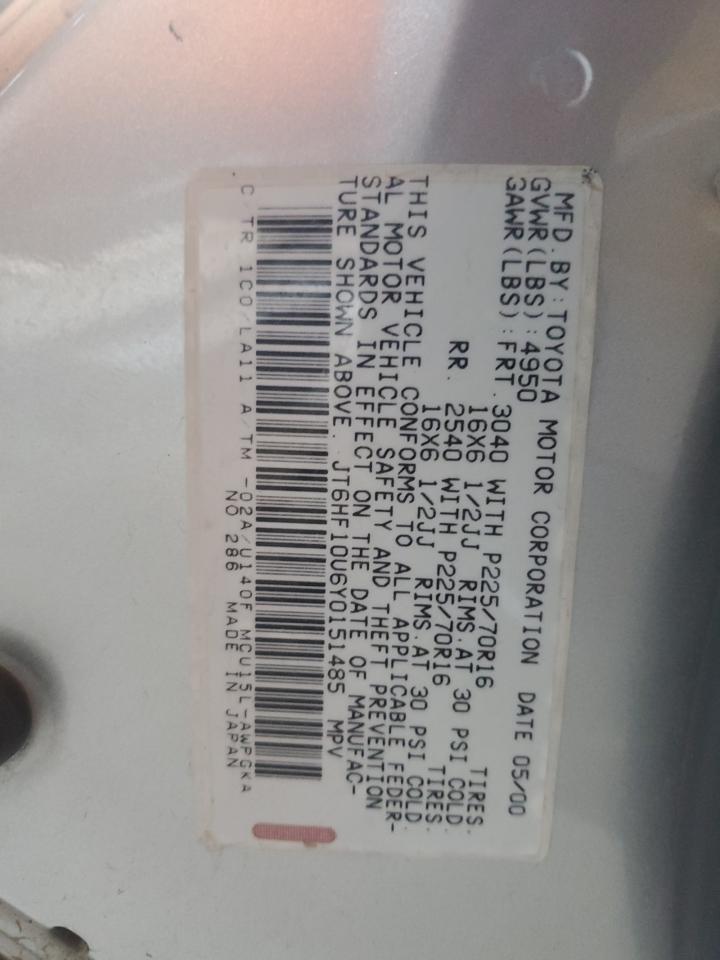 MFD.BY:TOYOTA MOTOR CORPORATION DATE 05/00
GVWR(LBS):4950
GAWR(LBS):FRT.3040 WITH P225/70R16 TIRES.
16X6 1/2JJ RIMS.AT 30 PSI COLD.
RR. 2540 WITH P225/70R16 TIRES.
16X6 1/2JJ RIMS.AT 30 PSI COLD.
THIS VEHICLE CONFORMS TO ALL APPLICABLE FEDER-
AL MOTOR VEHICLE SAFETY AND THEFT PREVENTION
STANDARDS IN EFFECT ON THE DATE OF MANUFAC-
TURE SHOWN ABOVE. JT6HF10U6Y0151485 MPV
C/TR 1C0/LA11 A/TM -02A/U140F MCU15L-AWPGKA
NO 286 MADE IN JAPAN